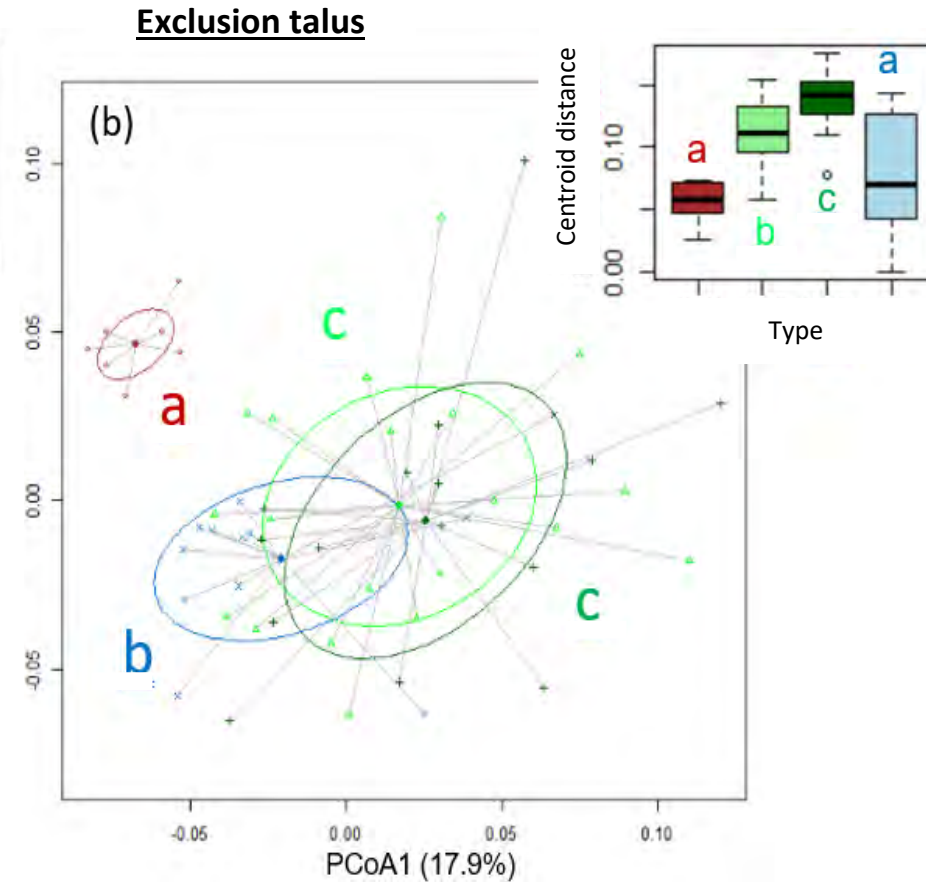 Exclusion talus
(b)
c
a
b
c
0.10
0.05
0.00
-0.05
-0.05
0.00
0.05
0.10
PCoA1 (17.9%)
Centroid distance
0.10
0.00
a
b
c
a
Type